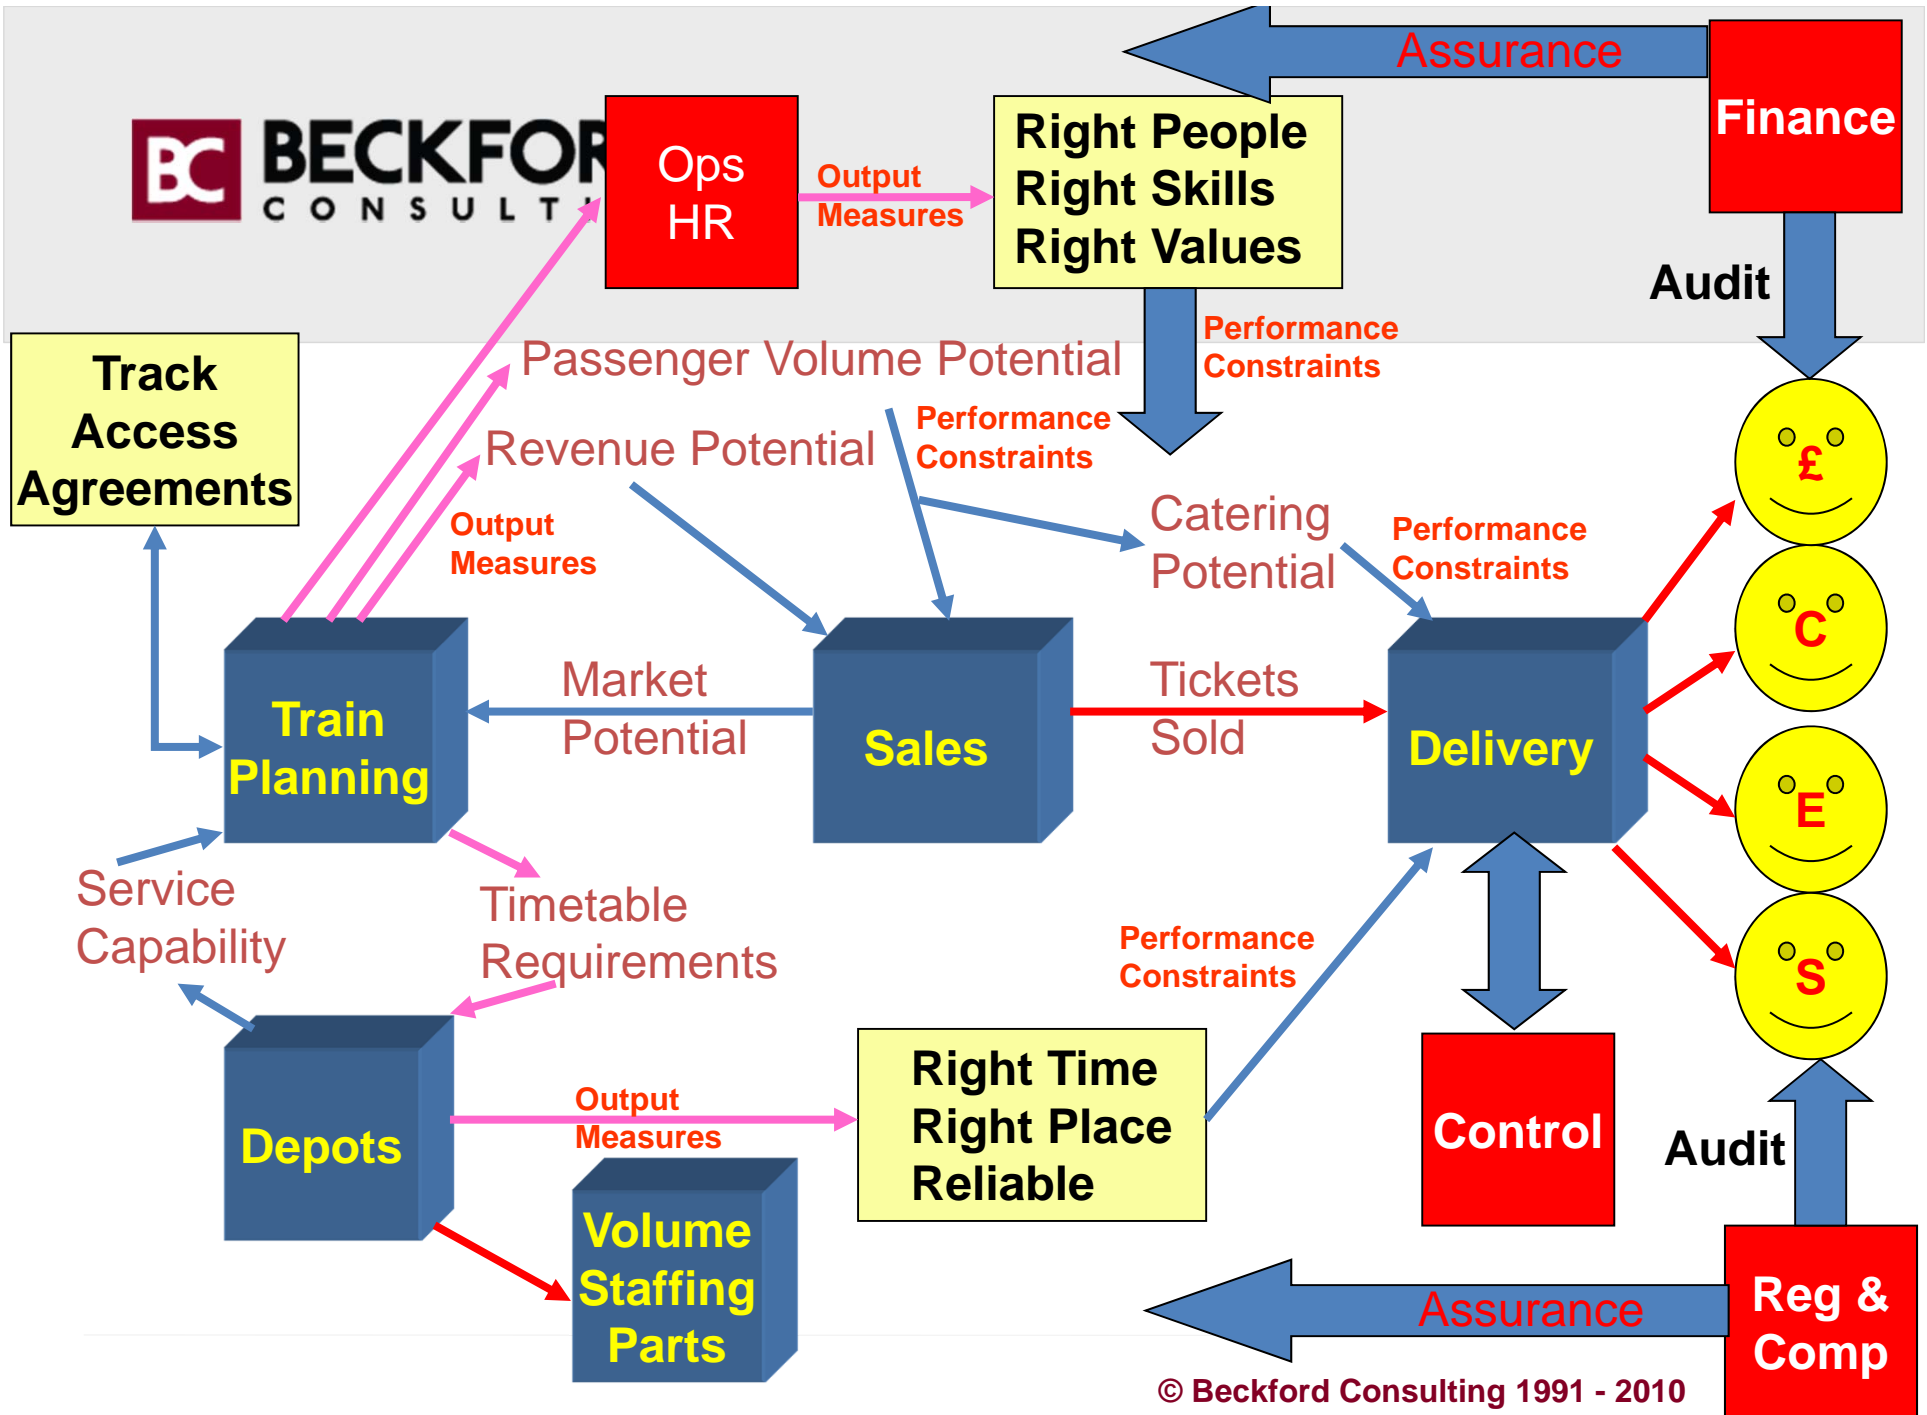 Assurance
Finance
BC BECKFOR
CONSULT
Ops
HR
Output
Measures
Right People
Right Skills
Right Values
Audit
Performance
Constraints
Track
Access
Agreements
Passenger Volume Potential
Revenue Potential
Performance
Constraints
Output
Measures
Catering
Potential
Performance
Constraints
£
C
E
S
Train
Planning
Market
Potential
Sales
Tickets
Sold
Delivery
Service
Capability
Timetable
Requirements
Performance
Constraints
Depots
Output
Measures
Right Time
Right Place
Reliable
Control
Audit
Volume
Staffing
Parts
Assurance
Reg &
Comp
© Beckford Consulting 1991 - 2010